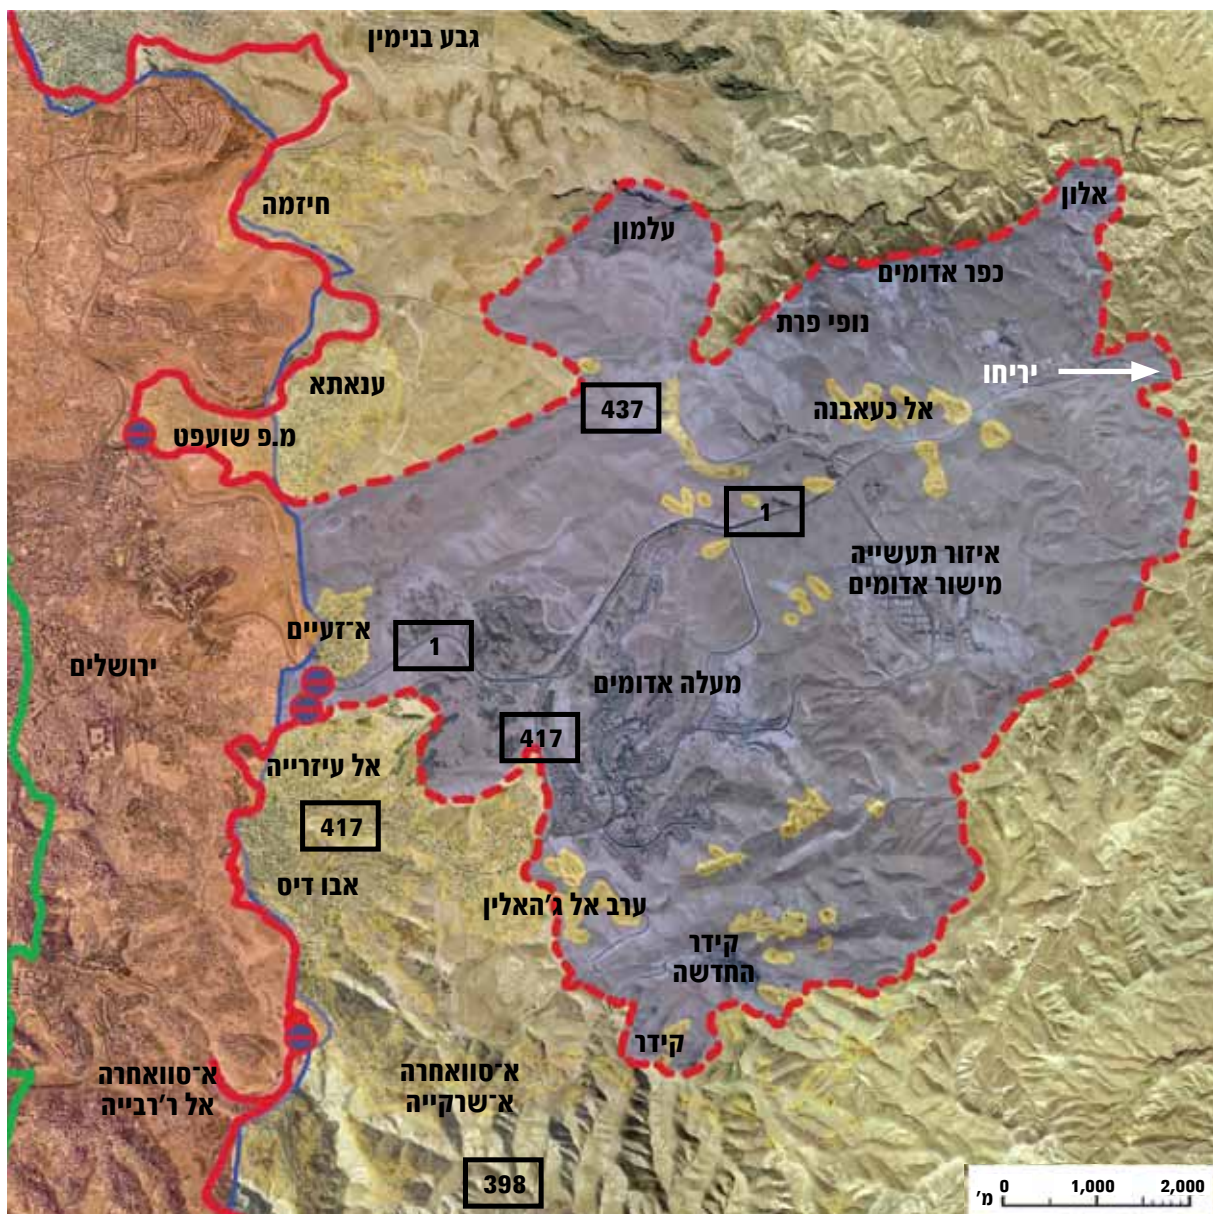 גבע בנימין
אלון
חיזמה
עלמון
כפר אדומים
נופי פרת
יריחו
ענאתא
437
אל כעאבנה
מ.פ שועפט
1
איזור תעשייה
מישור אדומים
א־זעיים
1
ירושלים
מעלה אדומים
417
אל עיזרייה
417
אבו דיס
ערב אל ג'האלין
קידר
החדשה
קידר
א־סוואחרה
אל ר'רבייה
א־סוואחרה
א־שרקייה
398
0 1,000 2,000
מ'